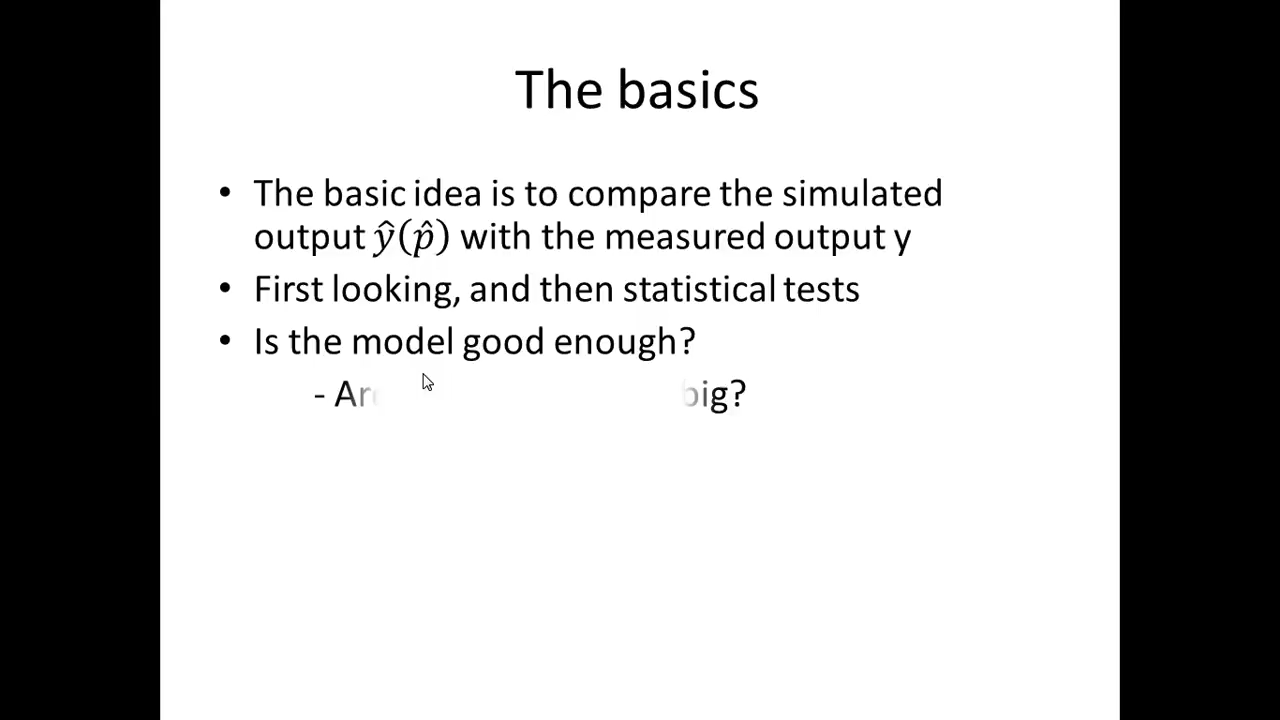 The basics
• The basic idea is to compare the simulated
output ŷ(p̂) with the measured output y
• First looking, and then statistical tests
• Is the model good enough?
- Are big?